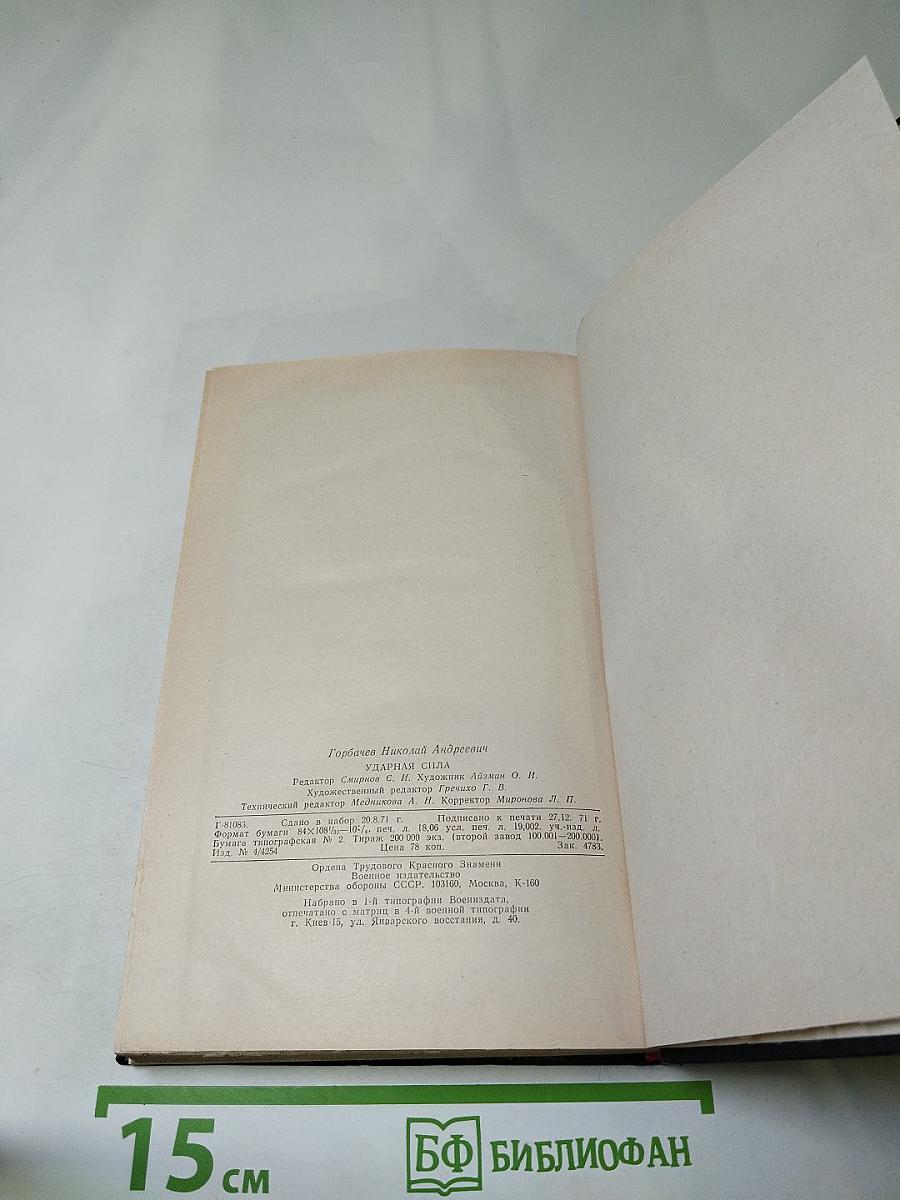 Горбачев Николай Андреевич
УДАРНАЯ СИЛА
Редактор Смирнов С. И. Художник Айзман О. И.
Художественный редактор Гречихо Г. В.
Технический редактор Медникова А. Н. Корректор Миронова Л. П.
Г-81083. Сдано в набор 20.8.71 г. Подписано к печати 27.12. 71 г.
Формат бумаги 84×108¹/₃₂ печ. л. 18,06 усл. печ. л. 19,002. уч.-изд. л.
Бумага типографская № 2. Тираж 200 000 экз. (второй завод 100.001—200.000).
Изд. № 4/4254 Цена 78 коп. Зак. 4783.
Ордена Трудового Красного Знамени
Военное издательство
Министерства обороны СССР. 103160, Москва, К-160
Набрано в 1-й типографии Воениздата,
отпечатано с матриц в 4-й военной типографии
г. Киев-15, ул. Январского восстания, д. 40.
15 см
БФ БИБЛИОФАН